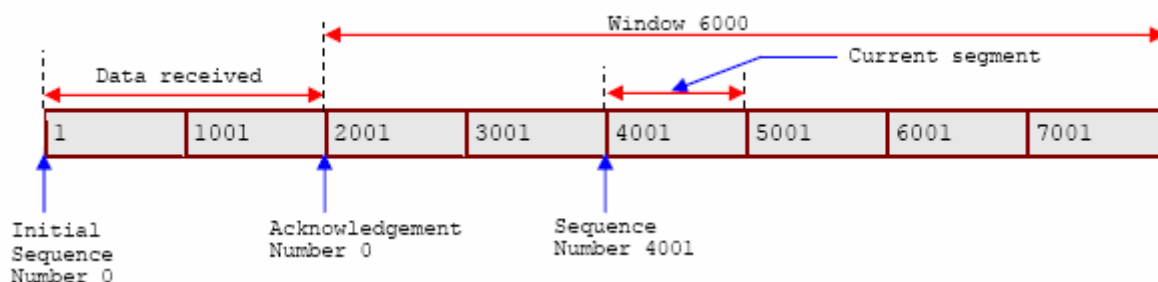 Window 6000
Current segment
Data received
1 1001 2001 3001 4001 5001 6001 7001
Initial
Sequence
Number 0
Acknowledgement
Number 0
Sequence
Number 4001